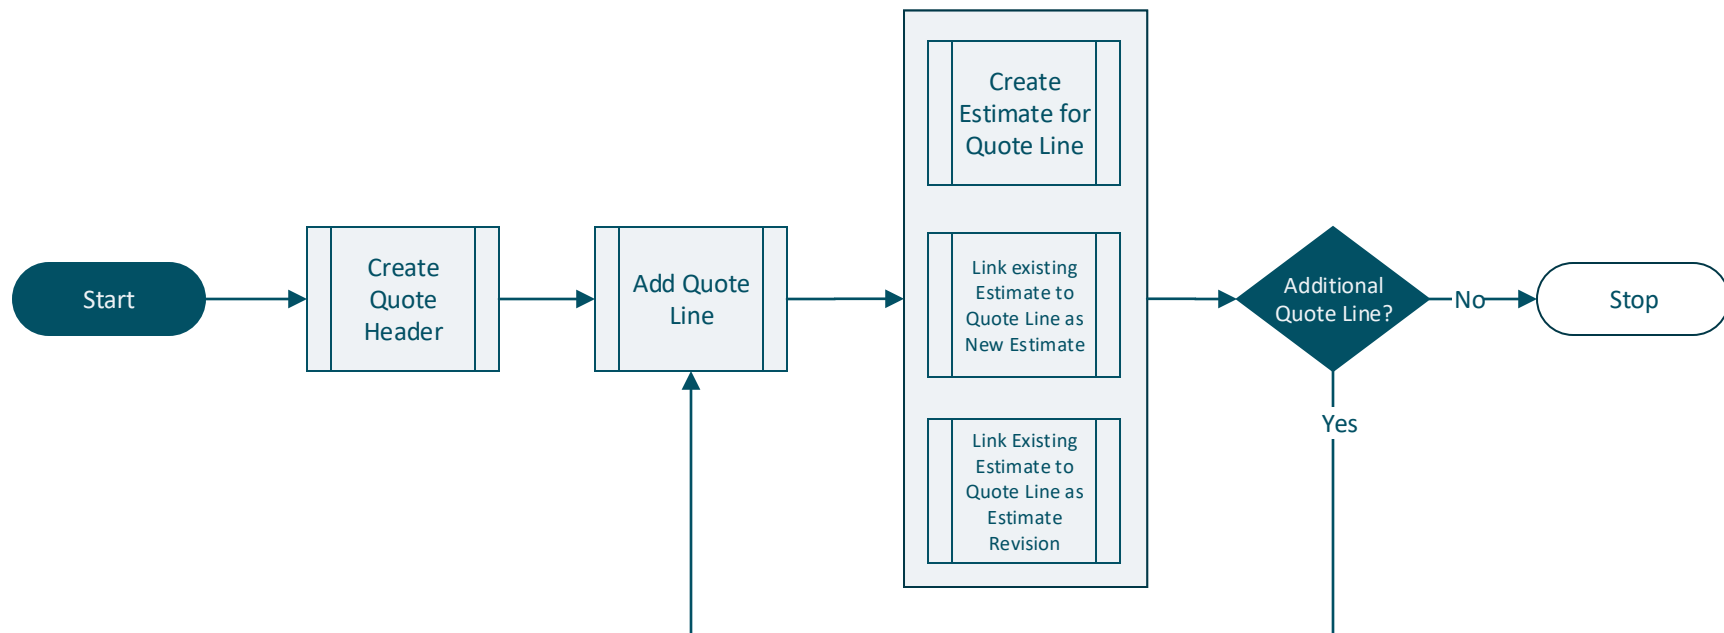 Start
Create
Quote
Header
Add Quote
Line
Create
Estimate for
Quote Line
Link existing
Estimate to
Quote Line as
New Estimate
Link Existing
Estimate to
Quote Line as
Estimate
Revision
Additional
Quote Line?
No
Stop
Yes